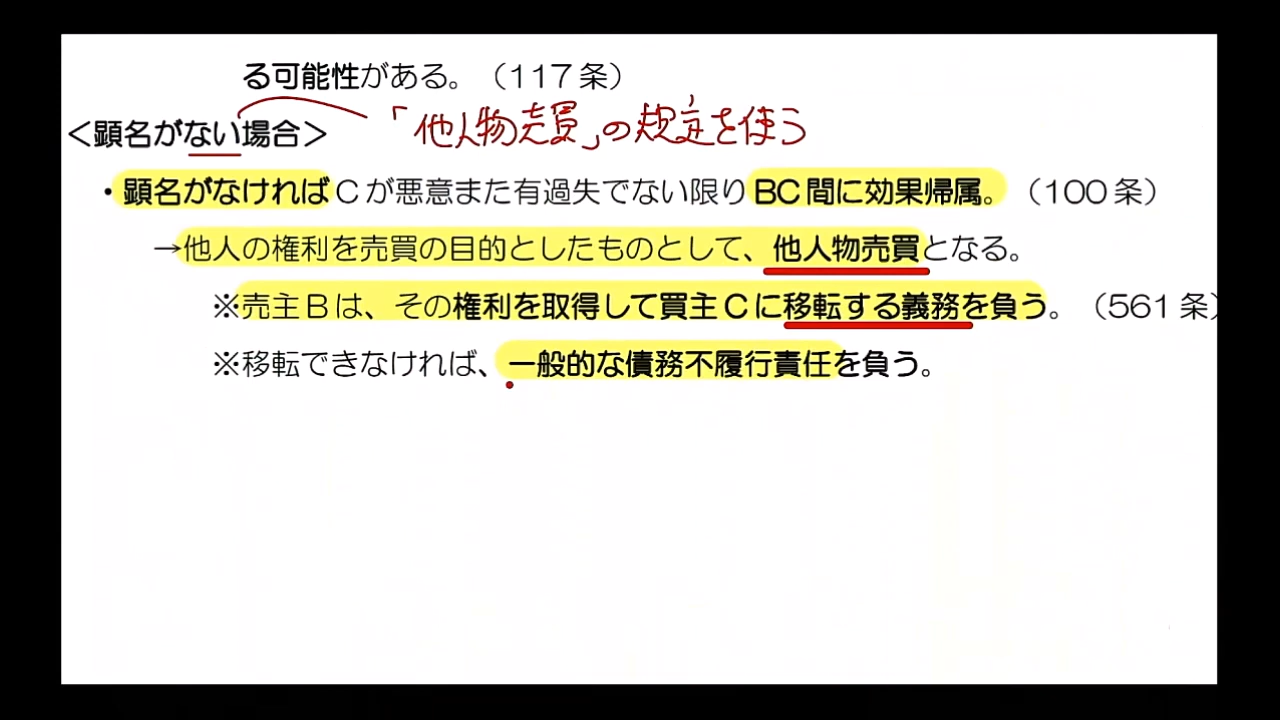 る可能性がある。（117条）
＜顕名がない場合＞ 「他人物売買」の規定を使う
・顕名がなければＣが悪意また有過失でない限りBC間に効果帰属。（100条）
→他人の権利を売買の目的としたものとして、他人物売買となる。
※売主Ｂは、その権利を取得して買主Ｃに移転する義務を負う。（561条）
※移転できなければ、一般的な債務不履行責任を負う。